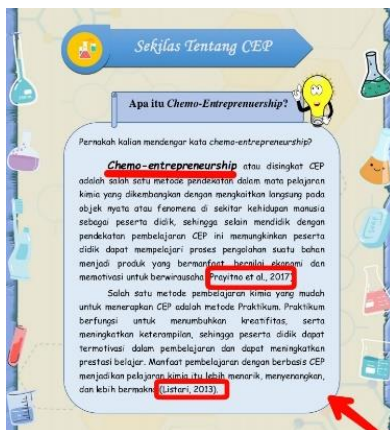 Sekilas Tentang CEP
Apa itu Chemo-Entreprenuership?
Pernakah kalian mendengar kata chemo-entrepreneurship?
Chemo-entrepreneurship atau disingkat CEP
adalah salah satu metode pendekatan dalam mata pelajaran
kimia yang dikembangkan dengan mengkaitkan langsung pada
objek nyata atau fenomena di sekitar kehidupan manusia
sebagai peserta didik, sehingga selain mendidik dengan
pendekatan pembelajaran CEP ini memungkinkan peserta
didik dapat mempelajari proses pengolahan suatu bahan
menjadi produk yang bermanfaat, bernilai ekonomi dan
memotivasi untuk berwirausaha (Prayitno et al., 2017).
Salah satu metode pembelajaran kimia yang mudah
untuk menerapkan CEP adalah metode Praktikum. Praktikum
berfungsi untuk menumbuhkan kreatifitas, serta
meningkatkan keterampilan, sehingga peserta didik dapat
termotivasi dalam pembelajaran dan dapat meningkatkan
prestasi belajar. Manfaat pembelajaran dengan berbasis CEP
menjadikan pelajaran kimia itu lebih menarik, menyenangkan,
dan lebih bermakna (Listari, 2013).